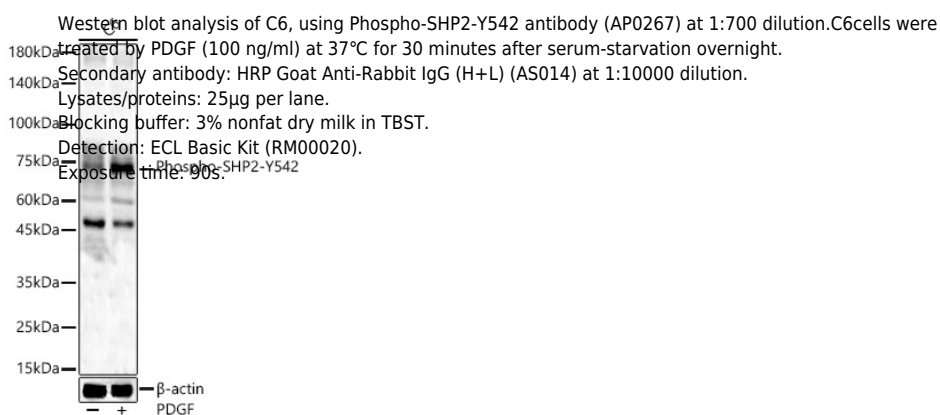 Western blot analysis of C6, using Phospho-SHP2-Y542 antibody (AP0267) at 1:700 dilution.C6cells were
treated by PDGF (100 ng/ml) at 37°C for 30 minutes after serum-starvation overnight.
Secondary antibody: HRP Goat Anti-Rabbit IgG (H+L) (AS014) at 1:10000 dilution.
Lysates/proteins: 25μg per lane.
Blocking buffer: 3% nonfat dry milk in TBST.
Detection: ECL Basic Kit (RM00020).
Exposure time: 90s.
C6
180kDa
140kDa
100kDa
75kDa
Phospho-SHP2-Y542
60kDa
45kDa
35kDa
25kDa
15kDa
β-actin
− + PDGF